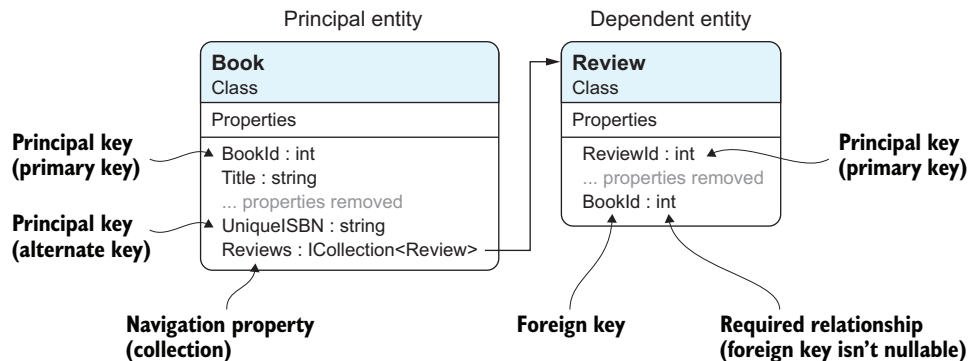 Principal entity
Dependent entity
Book
Class
Properties
BookId : int
Title : string
... properties removed
UniqueISBN : string
Reviews : ICollection<Review>
Review
Class
Properties
ReviewId : int
... properties removed
BookId : int
Principal key
(primary key)
Principal key
(alternate key)
Principal key
(primary key)
Navigation property
(collection)
Foreign key
Required relationship
(foreign key isn't nullable)